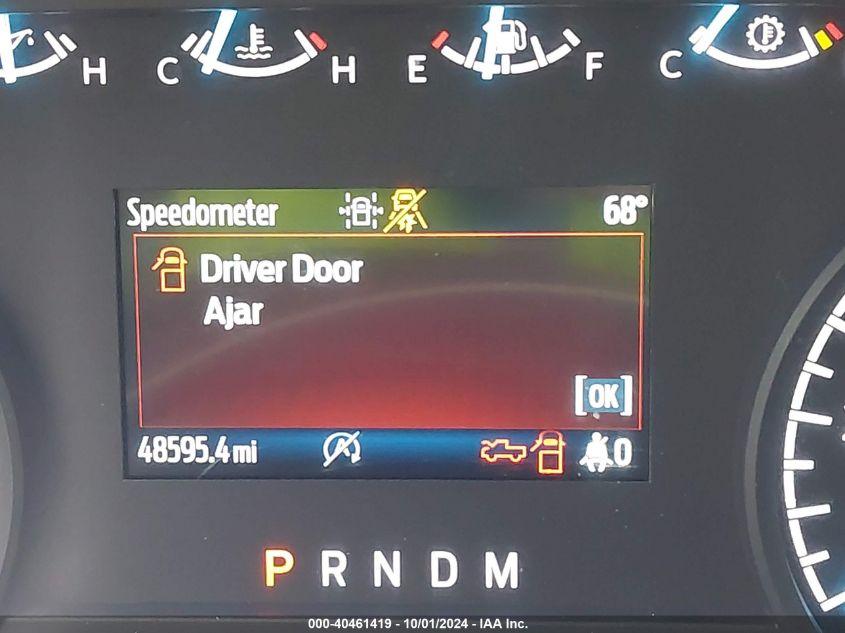 H C H E F C
Speedometer 68°
Driver Door
Ajar
[OK]
48595.4 mi A 0
P R N D M
000-40461419 - 10/01/2024 - IAA Inc.